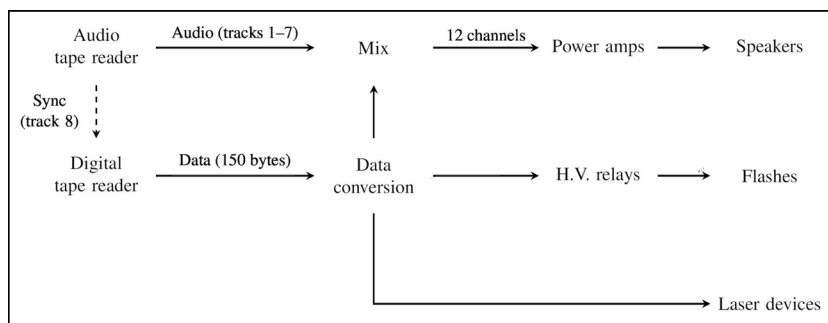 Audio
tape reader
Audio (tracks 1–7)
Mix
12 channels
Power amps
Speakers
Sync
(track 8)
Digital
tape reader
Data (150 bytes)
Data
conversion
H.V. relays
Flashes
Laser devices